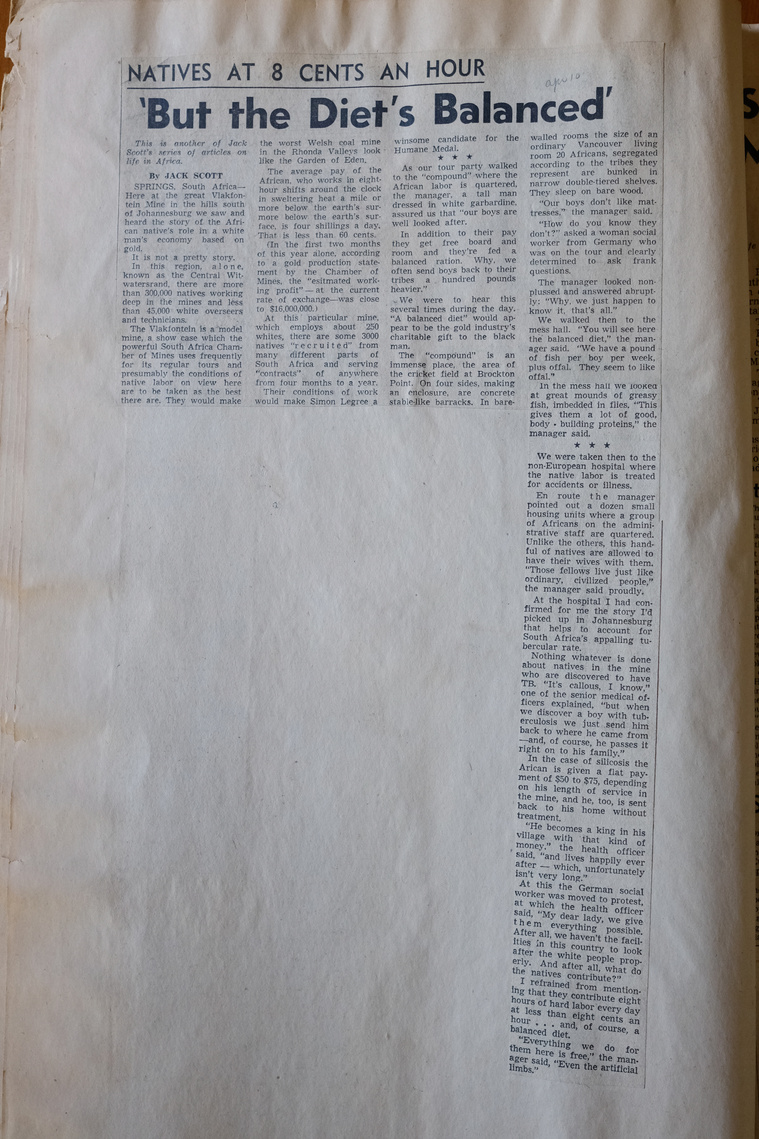 NATIVES AT 8 CENTS AN HOUR
apr 10
'But the Diet's Balanced'
This is another of Jack
Scott's series of articles on
life in Africa.
By JACK SCOTT
SPRINGS, South Africa—
Here at the great Vlakfon-
tein Mine in the hills south
of Johannesburg we saw and
heard the story of the Afri-
can native's role in a white
man's economy based on
gold.
It is not a pretty story.
In this region, alone,
known as the Central Wit-
watersrand, there are more
than 300,000 natives working
deep in the mines and less
than 45,000 white overseers
and technicians.
The Vlakfontein is a model
mine, a show case which the
powerful South Africa Cham-
ber of Mines uses frequently
for its regular tours and
presumably the conditions of
native labor on view here
are to be taken as the best
there are. They would make
the worst Welsh coal mine
in the Rhonda Valleys look
like the Garden of Eden.
The average pay of the
African, who works in eight-
hour shifts around the clock
in sweltering heat a mile or
more below the earth's sur-
more below the earth's sur-
face, is four shillings a day.
That is less than 60 cents.
(In the first two months
of this year alone, according
to a gold production state-
ment by the Chamber of
Mines, the "estimated work-
ing profit"—at the current
rate of exchange—was close
to $16,000,000.)
At this particular mine,
which employs about 250
whites, there are some 3000
natives "recruited" from
many different parts of
South Africa and serving
"contracts" of anywhere
from four months to a year.
Their conditions of work
would make Simon Legree a
winsome candidate for the
Humane Medal.
★ ★ ★
As our tour party walked
to the "compound" where the
African labor is quartered,
the manager, a tall man
dressed in white garbardine,
assured us that "our boys are
well looked after.
In addition to their pay
they get free board and
room and they're fed a
balanced ration. Why, we
often send boys back to their
tribes a hundred pounds
heavier."
We were to hear this
several times during the day.
"A balanced diet" would ap-
pear to be the gold industry's
charitable gift to the black
man.
The "compound" is an
immense place, the area of
the cricket field at Brockton
Point. On four sides, making
an enclosure, are concrete
stable-like barracks. In bare-
walled rooms the size of an
ordinary Vancouver living
room 20 Africans, segregated
according to the tribes they
represent are bunked in
narrow double-tiered shelves.
They sleep on bare wood.
"Our boys don't like mat-
tresses," the manager said.
"How do you know they
don't?" asked a woman social
worker from Germany who
was on the tour and clearly
determined to ask frank
questions.
The manager looked non-
plussed and answered abrupt-
ly: "Why, we just happen to
know it, that's all."
We walked then to the
mess hall. "You will see here
the balanced diet," the man-
ager said. "We have a pound
of fish per boy per week,
plus offal. They seem to like
offal."
In the mess hall we looked
at great mounds of greasy
fish, imbedded in flies. "This
gives them a lot of good,
body - building proteins," the
manager said.
★ ★ ★
We were taken then to the
non-European hospital where
the native labor is treated
for accidents or illness.
En route the manager
pointed out a dozen small
housing units where a group
of Africans on the admini-
strative staff are quartered.
Unlike the others, this hand-
ful of natives are allowed to
have their wives with them.
"Those fellows live just like
ordinary, civilized people,"
the manager said proudly.
At the hospital I had con-
firmed for me the story I'd
picked up in Johannesburg
that helps to account for
South Africa's appalling tu-
bercular rate.
Nothing whatever is done
about natives in the mine
who are discovered to have
TB. "It's callous, I know,"
one of the senior medical of-
ficers explained, "but when
we discover a boy with tub-
erculosis we just send him
back to where he came from
—and, of course, he passes it
right on to his family."
In the case of silicosis the
Arican is given a flat pay-
ment of $50 to $75, depending
on his length of service in
the mine, and he, too, is sent
back to his home without
treatment.
"He becomes a king in his
village with that kind of
money," the health officer
said, "and lives happily ever
after — which, unfortunately
isn't very long."
At this the German social
worker was moved to protest,
at which the health officer
said, "My dear lady, we give
them everything possible.
After all, we haven't the facil-
ities in this country to look
after the white people prop-
erly. And after all, what do
the natives contribute?"
I refrained from mention-
ing that they contribute eight
hours of hard labor every day
at less than eight cents an
hour . . . and, of course, a
balanced diet.
"Everything we do for
them here is free," the man-
ager said, "Even the artificial
limbs."